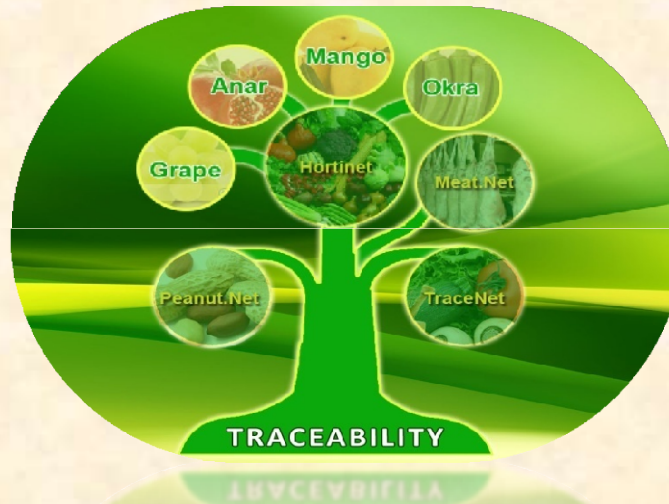 Mango
Anar
Okra
Hortinet
Grape
Meat.Net
Peanut.Net
TraceNet
TRACEABILITY